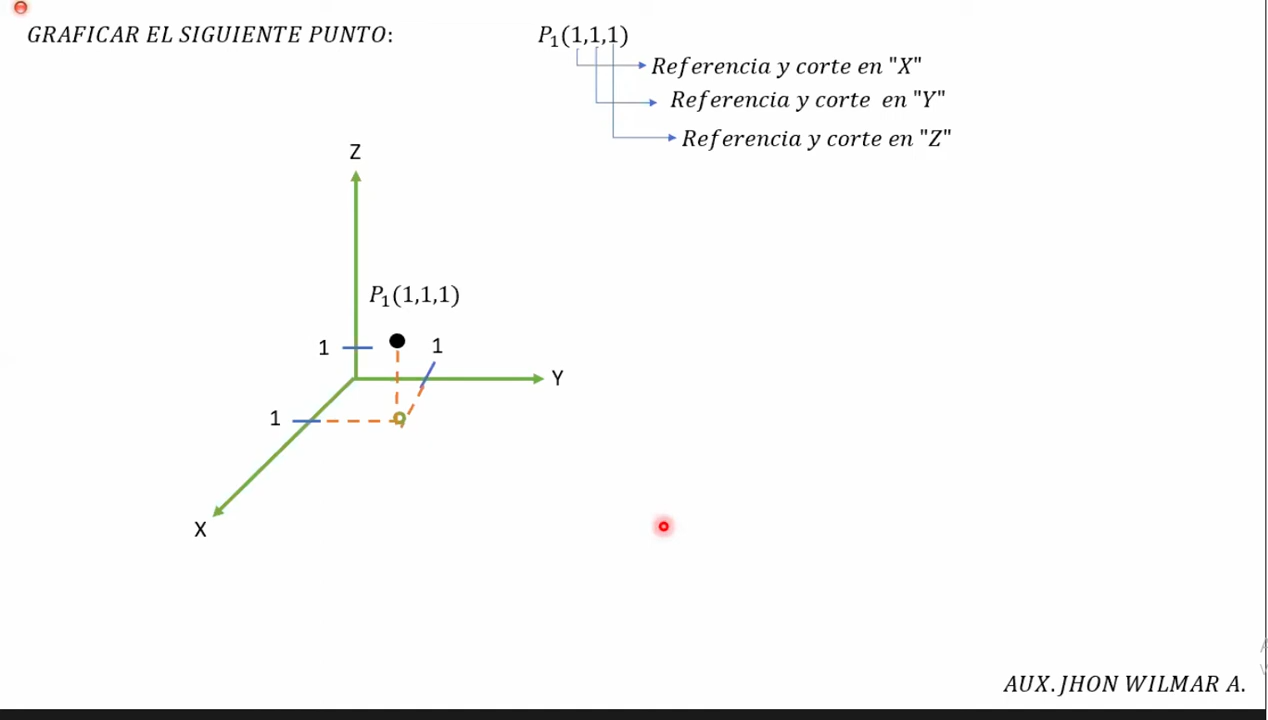 GRAFICAR EL SIGUIENTE PUNTO:
P₁(1,1,1)
Referencia y corte en "X"
Referencia y corte en "Y"
Referencia y corte en "Z"
Z
P₁(1,1,1)
1
1
Y
1
X
AUX. JHON WILMAR A.